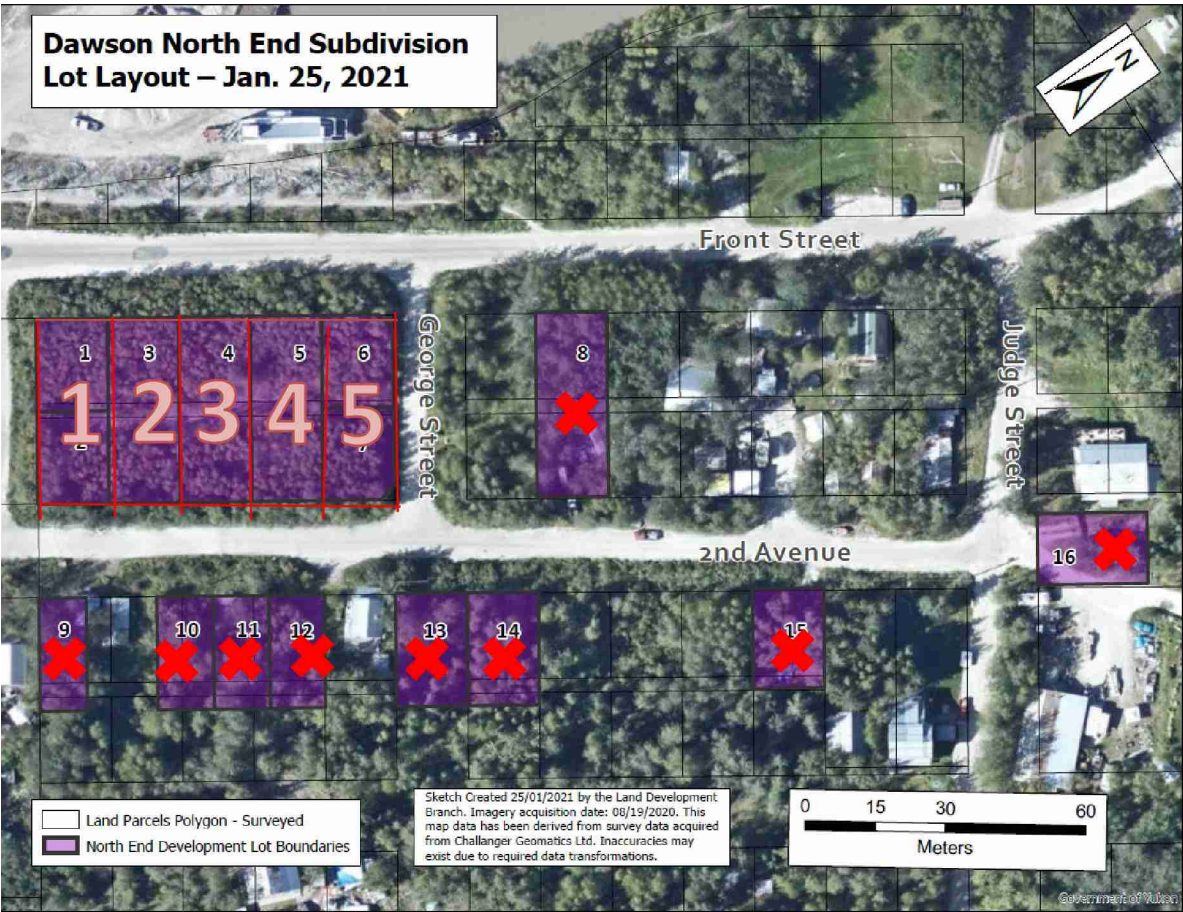 Dawson North End Subdivision
Lot Layout – Jan. 25, 2021
N
Front Street
1 3 4 5 6 8
George Street
Judge Street
1 2 3 4 5
2
2nd Avenue
16
9 10 11 12 13 14 15
Land Parcels Polygon - Surveyed
North End Development Lot Boundaries
Sketch Created 25/01/2021 by the Land Development
Branch. Imagery acquisition date: 08/19/2020. This
map data has been derived from survey data acquired
from Challanger Geomatics Ltd. Inaccuracies may
exist due to required data transformations.
0 15 30 60
Meters
Government of Yukon